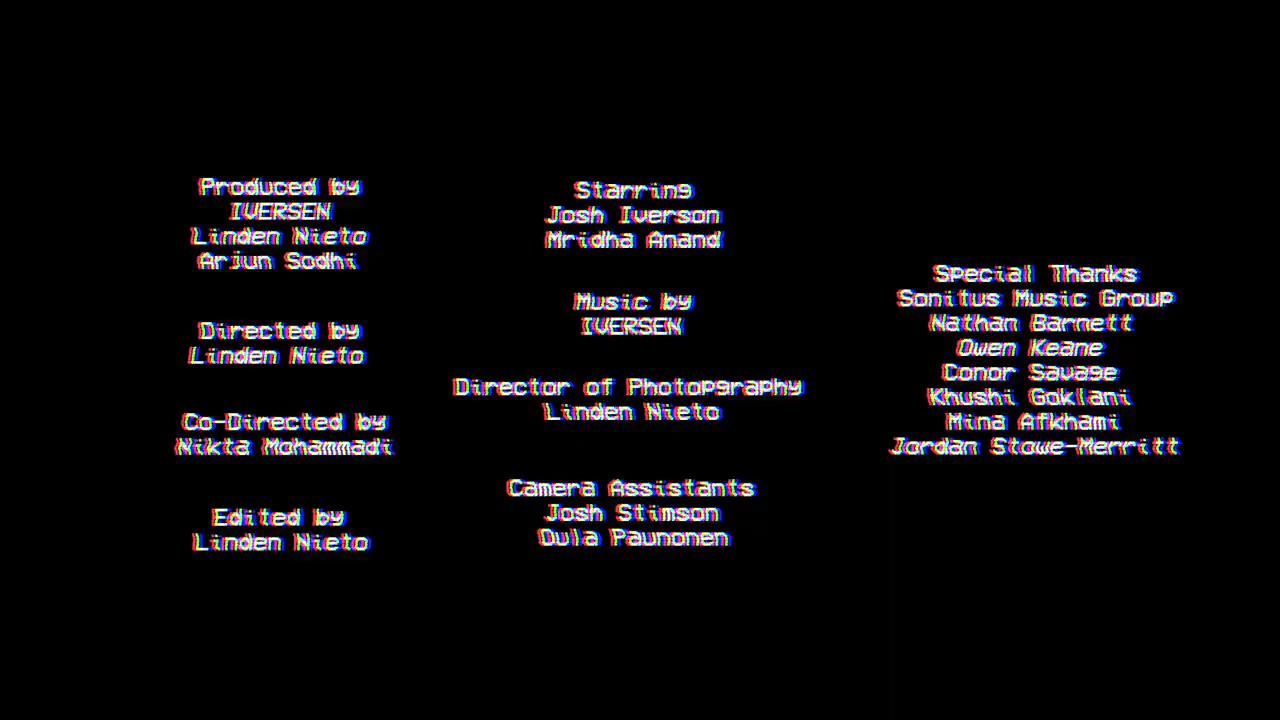 Produced by
IVERSEN
Linden Nieto
Arjun Sodhi
Directed by
Linden Nieto
Co-Directed by
Nikta Mohammadi
Edited by
Linden Nieto
Starring
Josh Iverson
Mridha Anand
Music by
IVERSEN
Director of Photopgraphy
Linden Nieto
Camera Assistants
Josh Stimson
Oula Paunonen
Special Thanks
Sonitus Music Group
Nathan Barnett
Owen Keane
Conor Savage
Khushi Goklani
Mina Afkhami
Jordan Stowe-Merritt